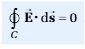 ∮_C E⃗ · ds⃗ = 0